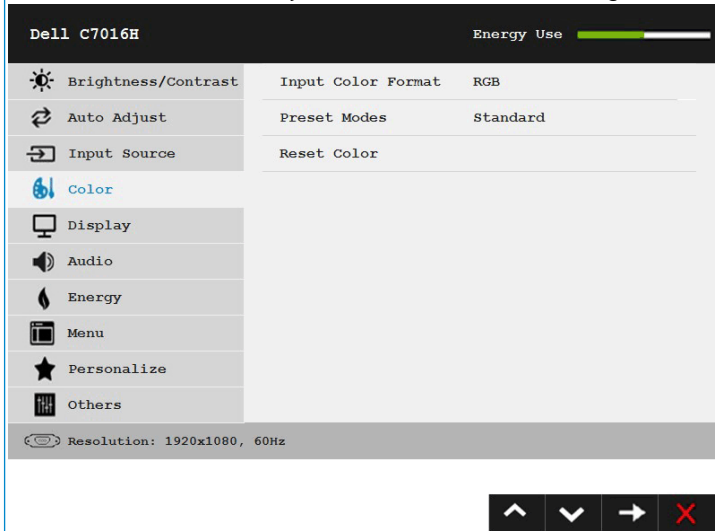 Dell C7016H Energy Use
Brightness/Contrast Input Color Format RGB
Auto Adjust Preset Modes Standard
Input Source Reset Color
Color
Display
Audio
Energy
Menu
Personalize
Others
Resolution: 1920x1080, 60Hz